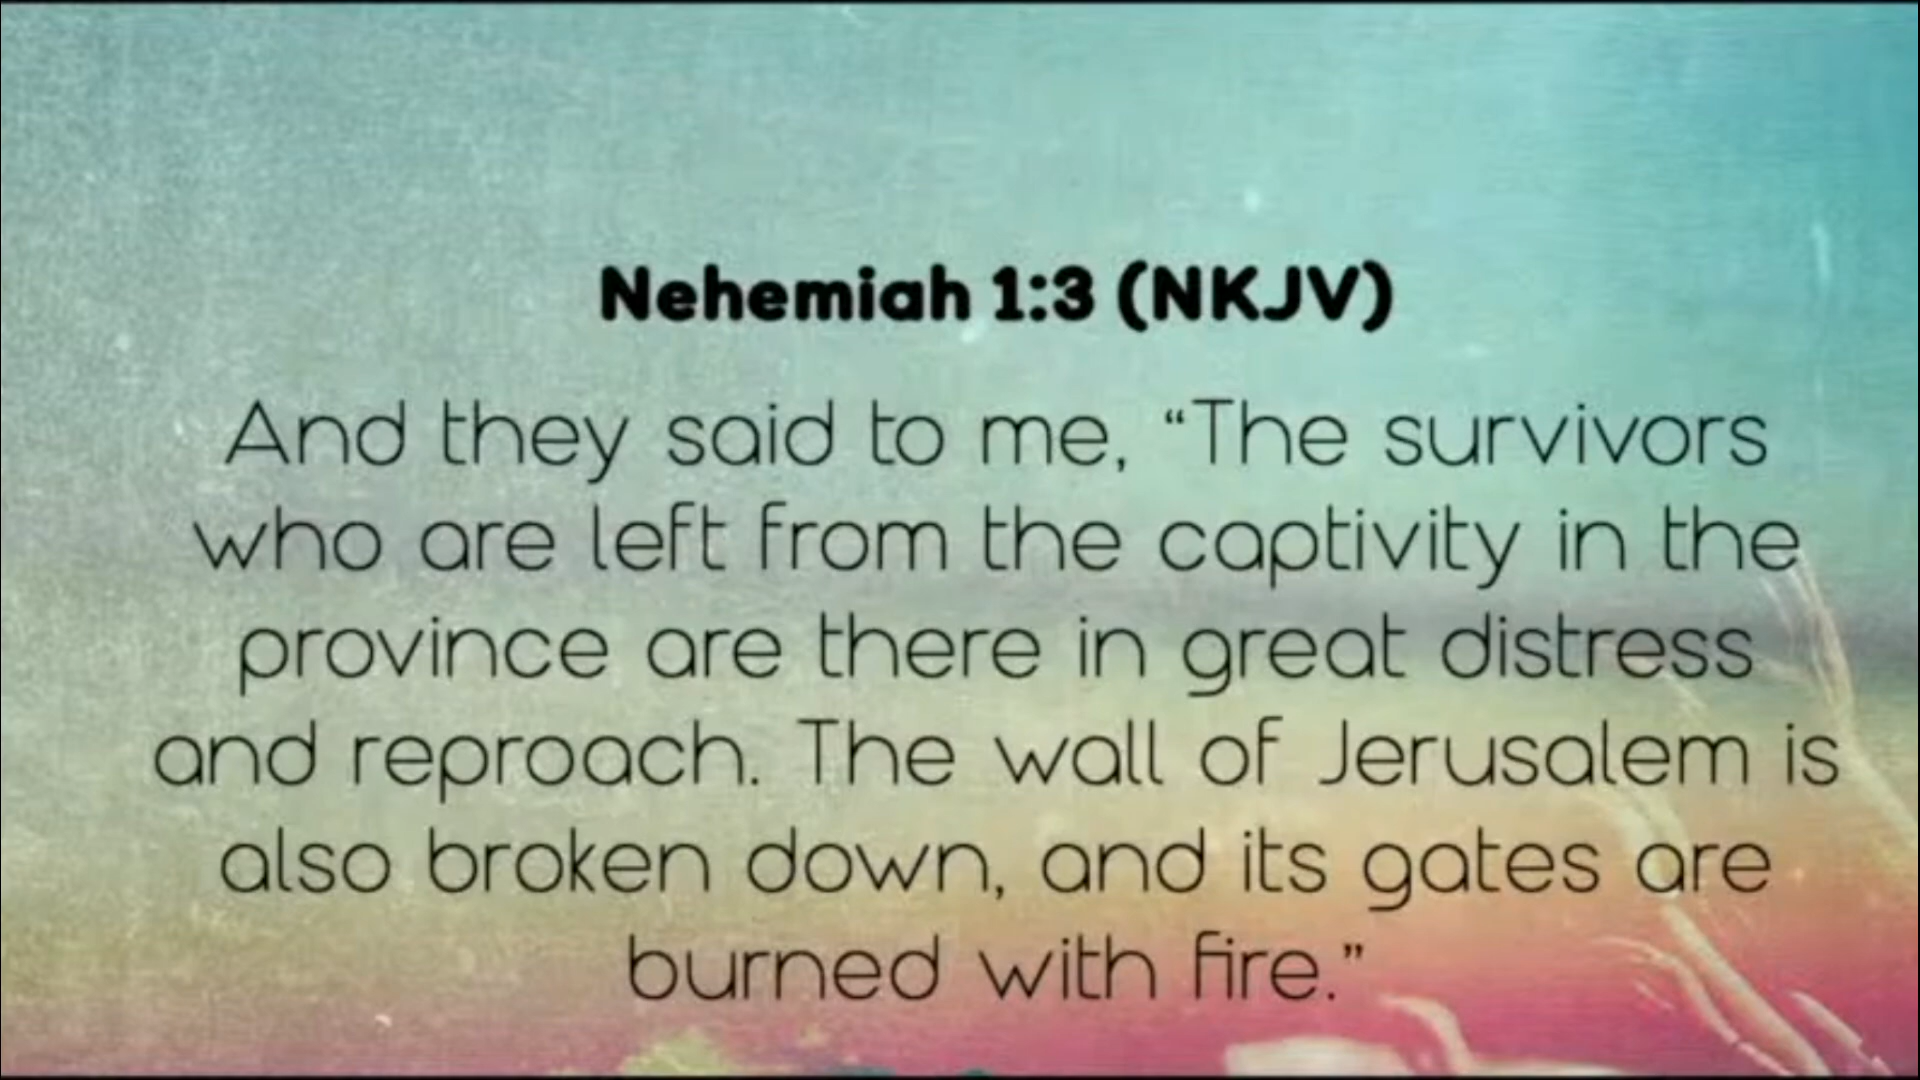 Nehemiah 1:3 (NKJV)
And they said to me, “The survivors
who are left from the captivity in the
province are there in great distress
and reproach. The wall of Jerusalem is
also broken down, and its gates are
burned with fire.”